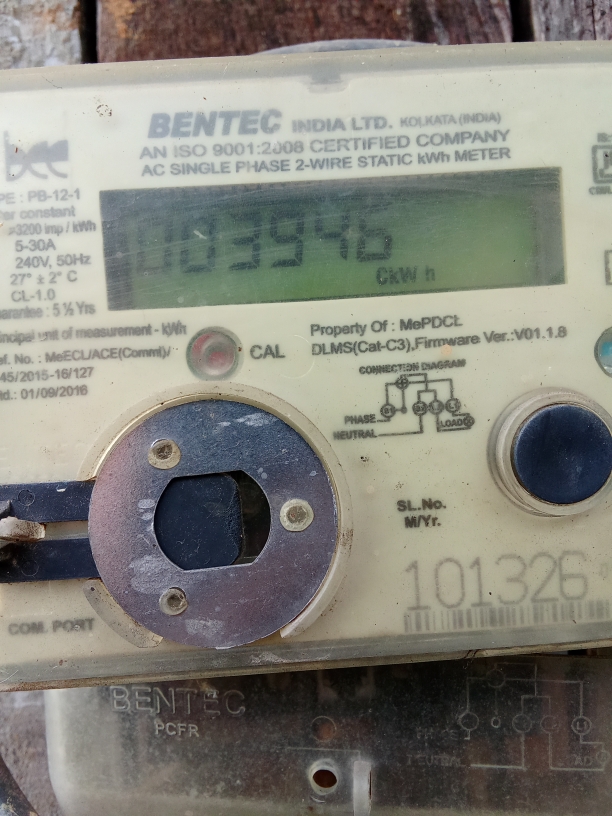 BENTEC INDIA LTD. KOLKATA (INDIA)
AN ISO 9001:2008 CERTIFIED COMPANY
AC SINGLE PHASE 2-WIRE STATIC kWh METER
PE : PB-12-1
constant
=3200 imp / kWh
5-30A
240V, 50Hz
27° ± 2° C
CL-1.0
: 5 ½ Yrs
003946
CkW h
unit of measurement - kWh
No. : MeECL/ACE(Comml)/
45/2015-16/127
01/09/2016
CAL
Property Of : MePDCL
DLMS(Cat-C3),Firmware Ver.:V01.1.8
CONNECTION DIAGRAM
PHASE
NEUTRAL
LOAD
SL.No.
M/Yr.
101326
COM. PORT
BENTEC
PCFR